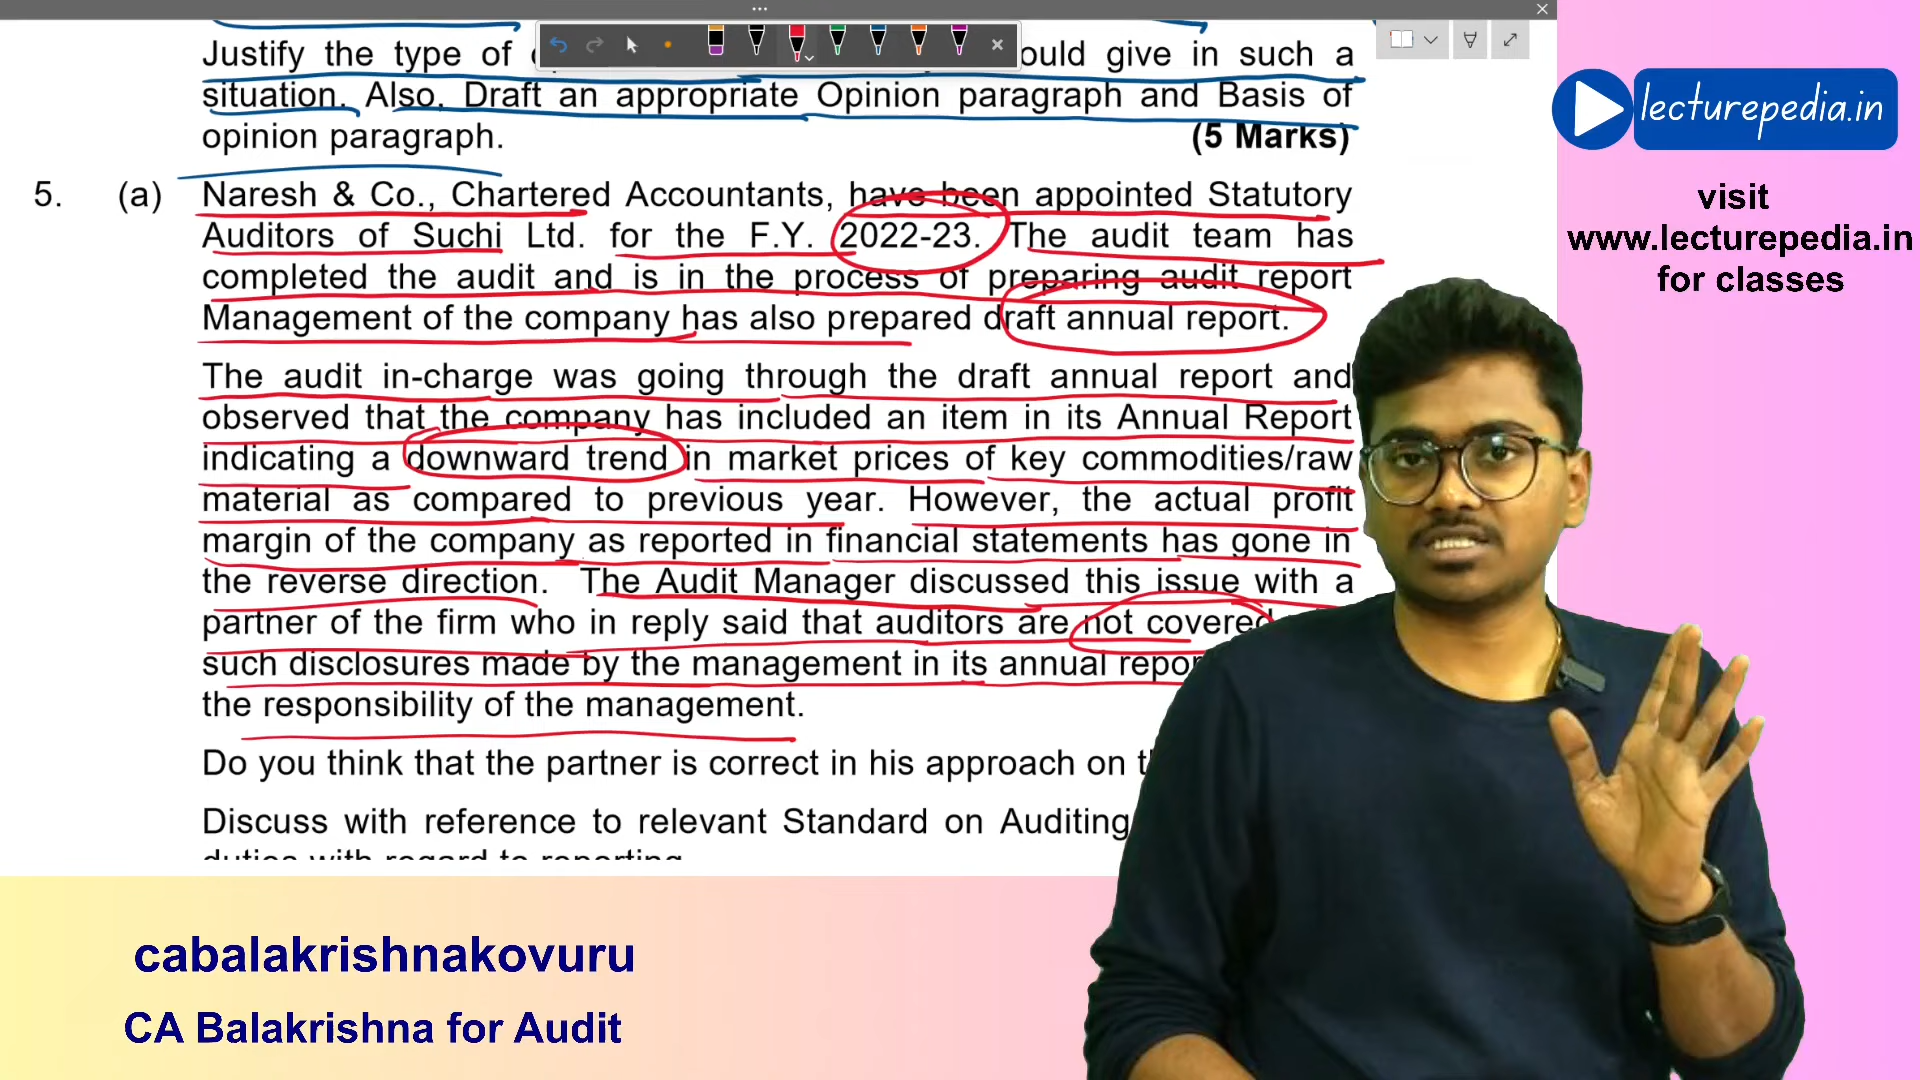 Justify the type of
ould give in such a
situation. Also, Draft an appropriate Opinion paragraph and Basis of
opinion paragraph. (5 Marks)
5. (a) Naresh & Co., Chartered Accountants, have been appointed Statutory
Auditors of Suchi Ltd. for the F.Y. 2022-23. The audit team has
completed the audit and is in the process of preparing audit report
Management of the company has also prepared draft annual report.
The audit in-charge was going through the draft annual report and
observed that the company has included an item in its Annual Report
indicating a downward trend in market prices of key commodities/raw
material as compared to previous year. However, the actual profit
margin of the company as reported in financial statements has gone in
the reverse direction. The Audit Manager discussed this issue with a
partner of the firm who in reply said that auditors are not covered
such disclosures made by the management in its annual repor
the responsibility of the management.
Do you think that the partner is correct in his approach on
Discuss with reference to relevant Standard on Auditing
duties with regard to reporting.
lecturepedia.in
visit
www.lecturepedia.in
for classes
cabalakrishnakovuru
CA Balakrishna for Audit